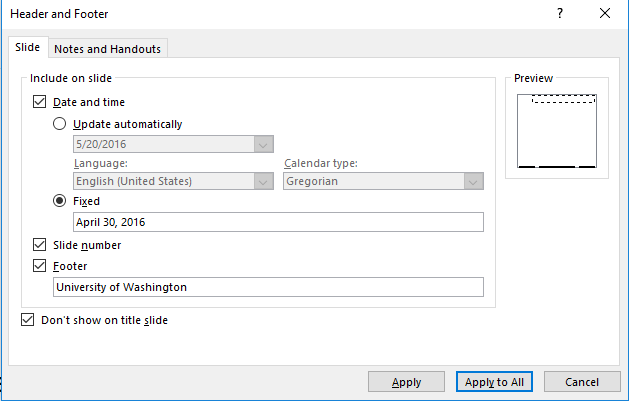 Header and Footer ?
Slide Notes and Handouts
Include on slide Preview
Date and time
Update automatically
5/20/2016
Language: Calendar type:
English (United States) Gregorian
Fixed
April 30, 2016
Slide number
Footer
University of Washington
Don't show on title slide
Apply Apply to All Cancel